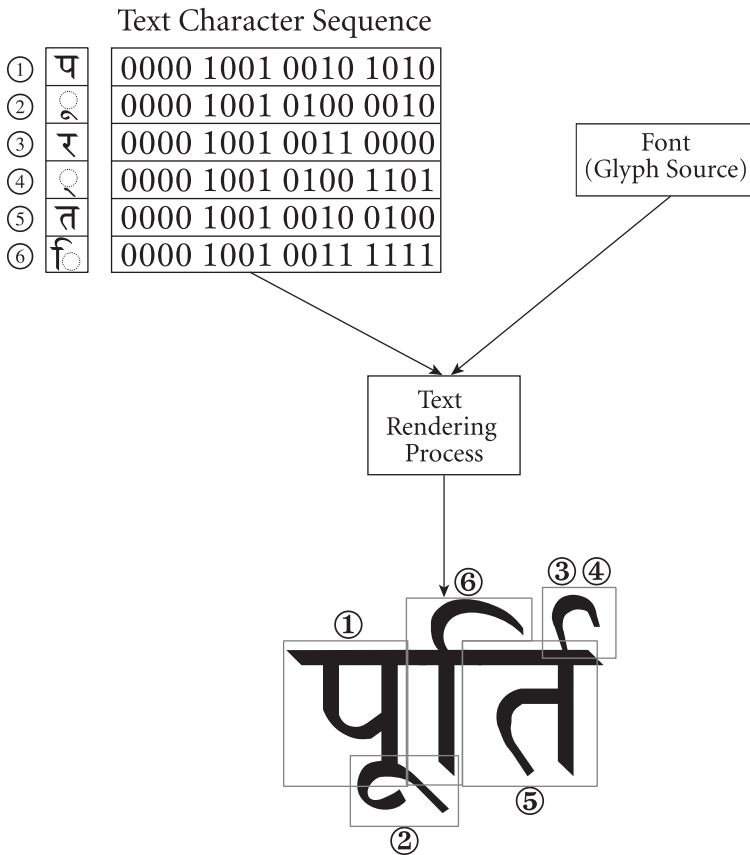 Text Character Sequence
① प 0000 1001 0010 1010
② ू 0000 1001 0100 0010
③ र 0000 1001 0011 0000
④ ् 0000 1001 0100 1101
⑤ त 0000 1001 0010 0100
⑥ ि 0000 1001 0011 1111
Font
(Glyph Source)
Text
Rendering
Process
③ ④
⑥
①
पूर्ति
⑤
②